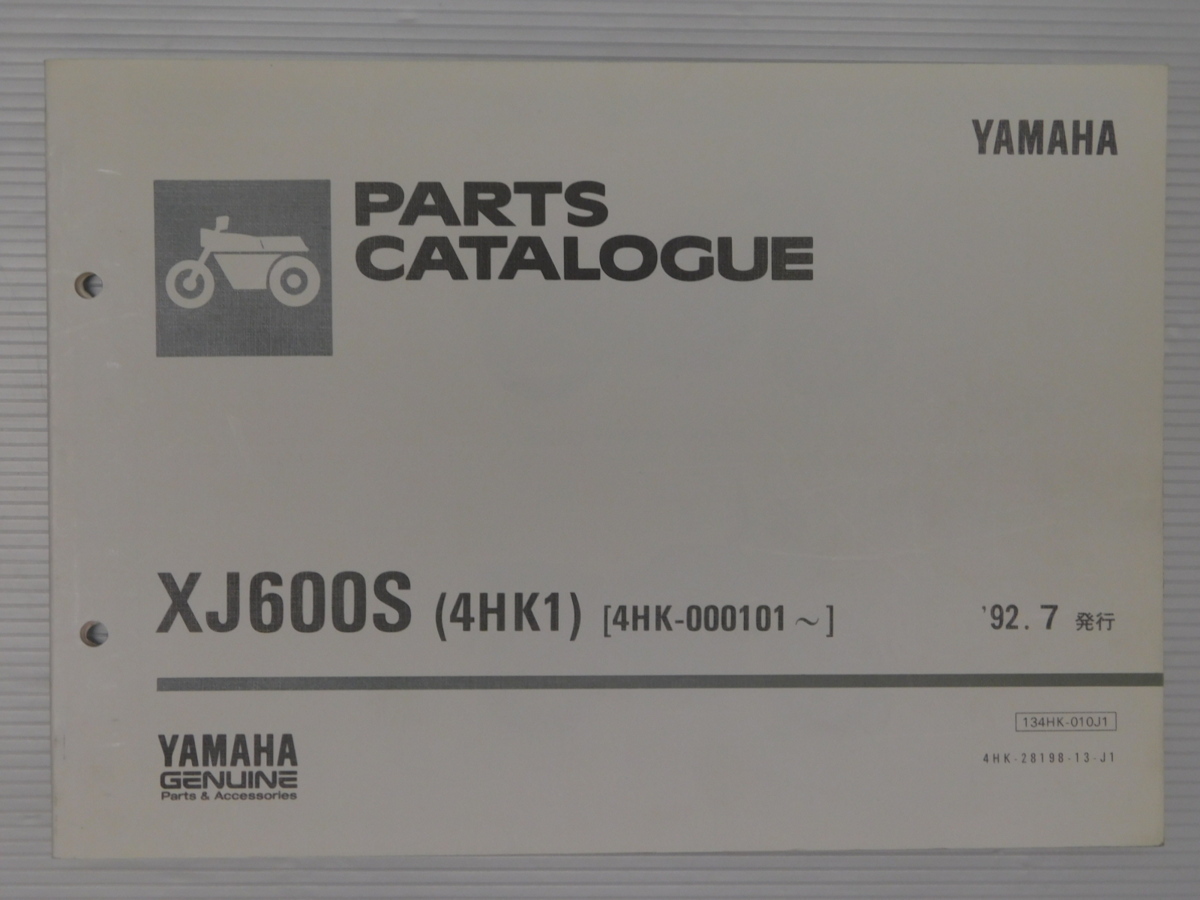 YAMAHA
PARTS
CATALOGUE
XJ600S (4HK1) [4HK-000101~] '92. 7 発行
134HK-010J1
4HK-28198-13-J1
YAMAHA
GENUINE
Parts & Accessories